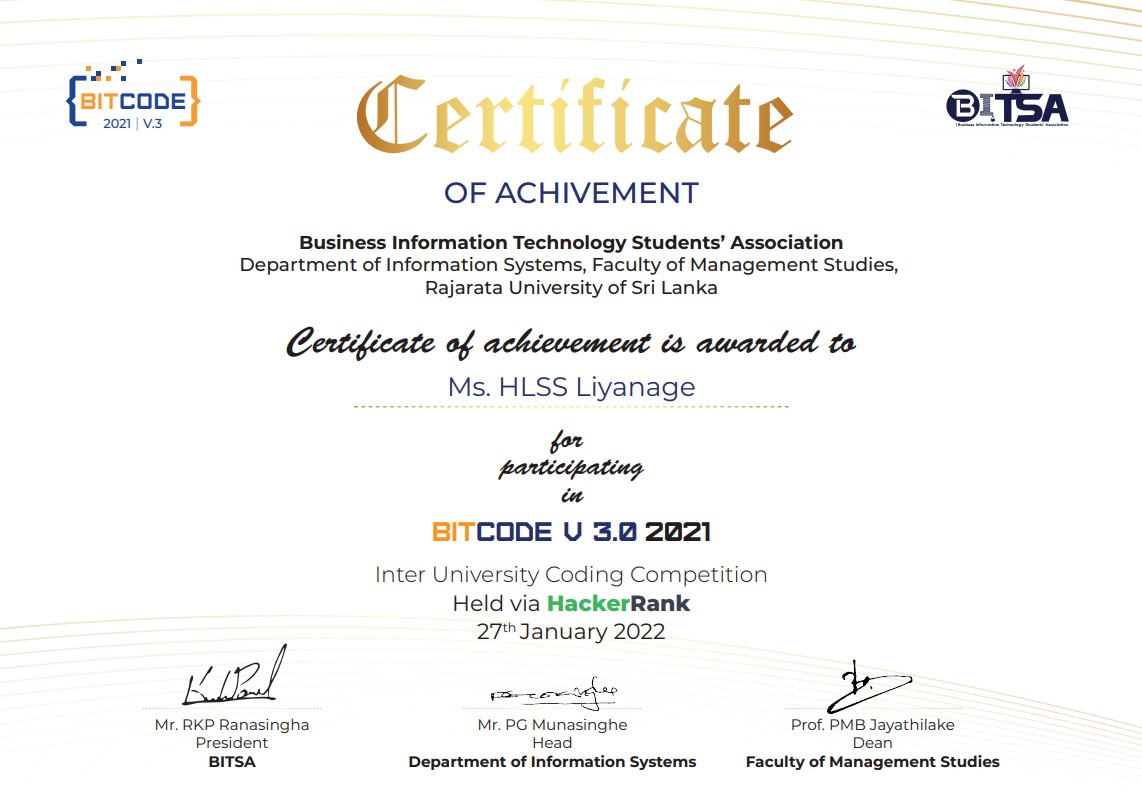 BITCODE
2021 | V.3
BITSA
Business Information Technology Students' Association
Certificate
OF ACHIVEMENT
Business Information Technology Students' Association
Department of Information Systems, Faculty of Management Studies,
Rajarata University of Sri Lanka
Certificate of achievement is awarded to
Ms. HLSS Liyanage
for
participating
in
BITCODE V 3.0 2021
Inter University Coding Competition
Held via HackerRank
27th January 2022
Mr. RKP Ranasingha
President
BITSA
Mr. PG Munasinghe
Head
Department of Information Systems
Prof. PMB Jayathilake
Dean
Faculty of Management Studies